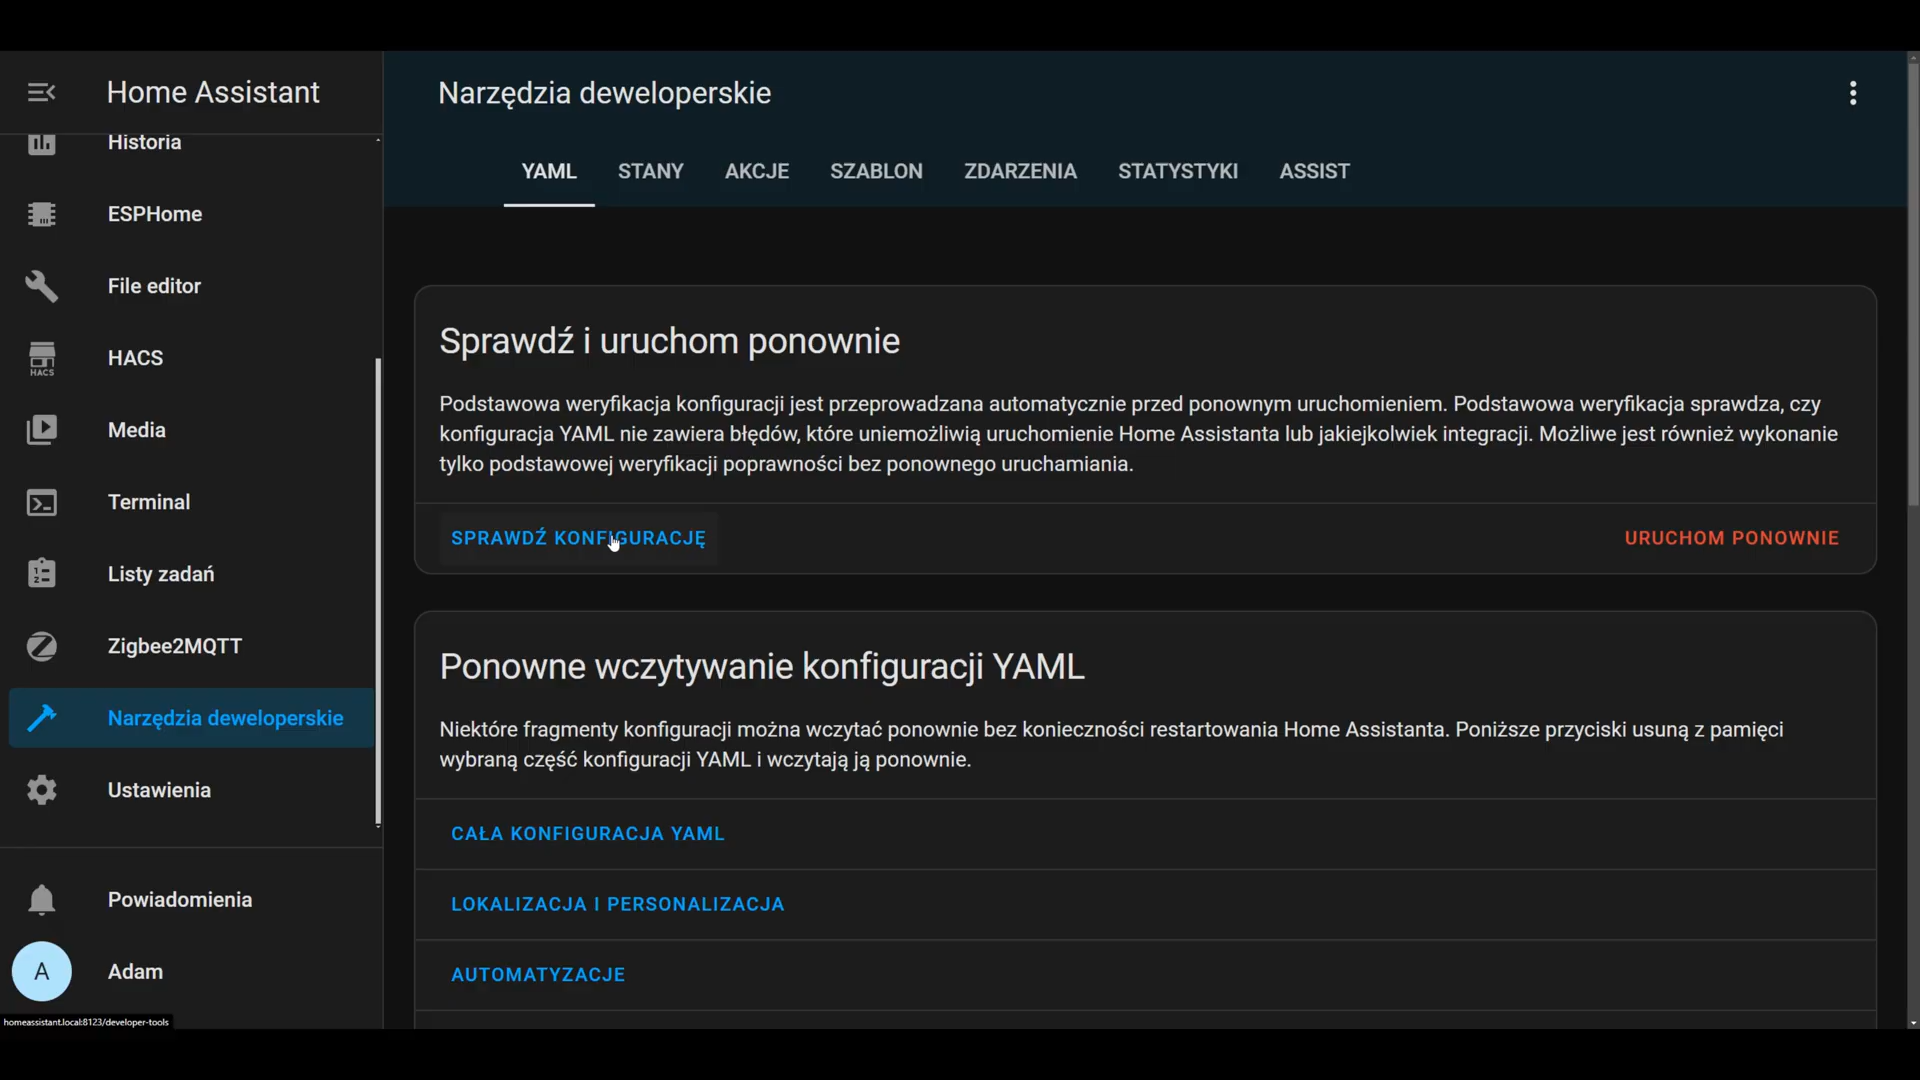 Home Assistant
Historia
ESPHome
File editor
HACS
HACS
Media
Terminal
Listy zadań
Zigbee2MQTT
Narzędzia deweloperskie
Ustawienia
Powiadomienia
A
Adam
homeassistant.local:8123/developer-tools
Narzędzia deweloperskie
YAML STANY AKCJE SZABLON ZDARZENIA STATYSTYKI ASSIST
Sprawdź i uruchom ponownie
Podstawowa weryfikacja konfiguracji jest przeprowadzana automatycznie przed ponownym uruchomieniem. Podstawowa weryfikacja sprawdza, czy
konfiguracja YAML nie zawiera błędów, które uniemożliwią uruchomienie Home Assistanta lub jakiejkolwiek integracji. Możliwe jest również wykonanie
tylko podstawowej weryfikacji poprawności bez ponownego uruchamiania.
SPRAWDŹ KONFIGURACJĘ URUCHOM PONOWNIE
Ponowne wczytywanie konfiguracji YAML
Niektóre fragmenty konfiguracji można wczytać ponownie bez konieczności restartowania Home Assistanta. Poniższe przyciski usuną z pamięci
wybraną część konfiguracji YAML i wczytają ją ponownie.
CAŁA KONFIGURACJA YAML
LOKALIZACJA I PERSONALIZACJA
AUTOMATYZACJE